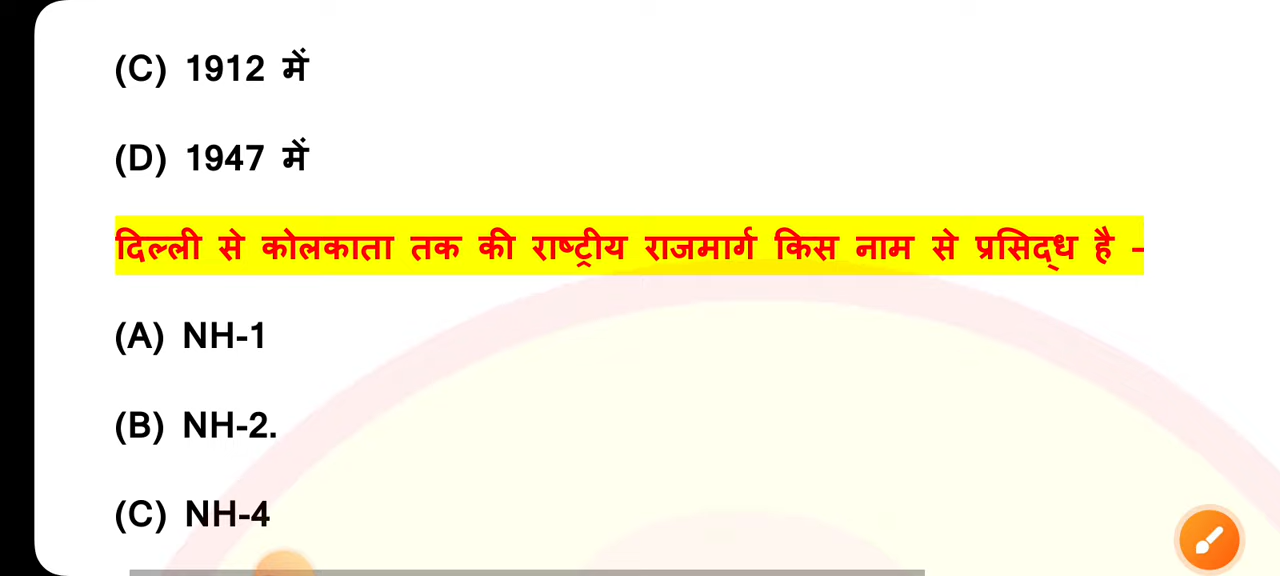 (C) 1912 में
(D) 1947 में
दिल्ली से कोलकाता तक की राष्ट्रीय राजमार्ग किस नाम से प्रसिद्ध है -
(A) NH-1
(B) NH-2.
(C) NH-4